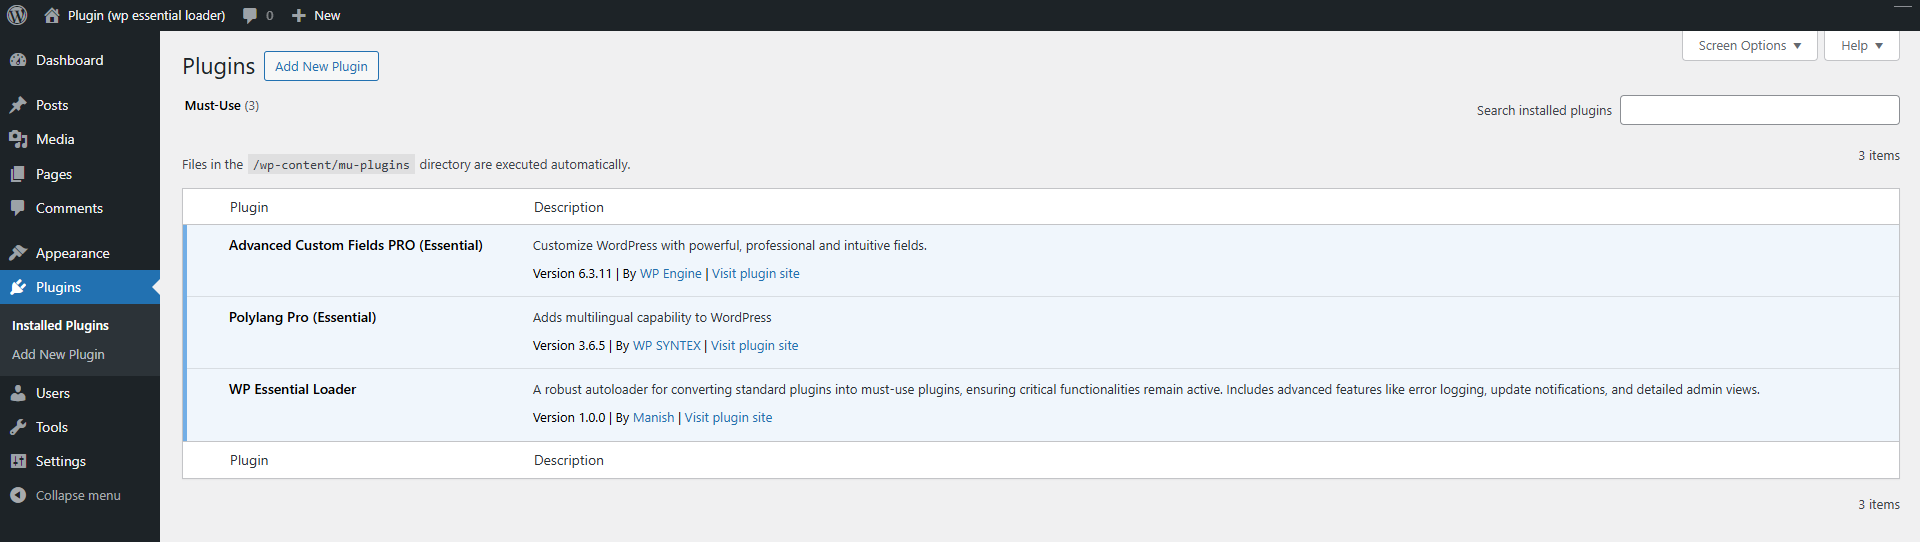 Plugin (wp essential loader) 0 New
Screen Options Help
Dashboard
Posts
Media
Pages
Comments
Appearance
Plugins
Installed Plugins
Add New Plugin
Users
Tools
Settings
Collapse menu
Plugins Add New Plugin
Must-Use (3)
Search installed plugins
Files in the /wp-content/mu-plugins directory are executed automatically.
3 items
Plugin Description
Advanced Custom Fields PRO (Essential) Customize WordPress with powerful, professional and intuitive fields.
Version 6.3.11 | By WP Engine | Visit plugin site
Polylang Pro (Essential) Adds multilingual capability to WordPress
Version 3.6.5 | By WP SYNTEX | Visit plugin site
WP Essential Loader A robust autoloader for converting standard plugins into must-use plugins, ensuring critical functionalities remain active. Includes advanced features like error logging, update notifications, and detailed admin views.
Version 1.0.0 | By Manish | Visit plugin site
Plugin Description
3 items